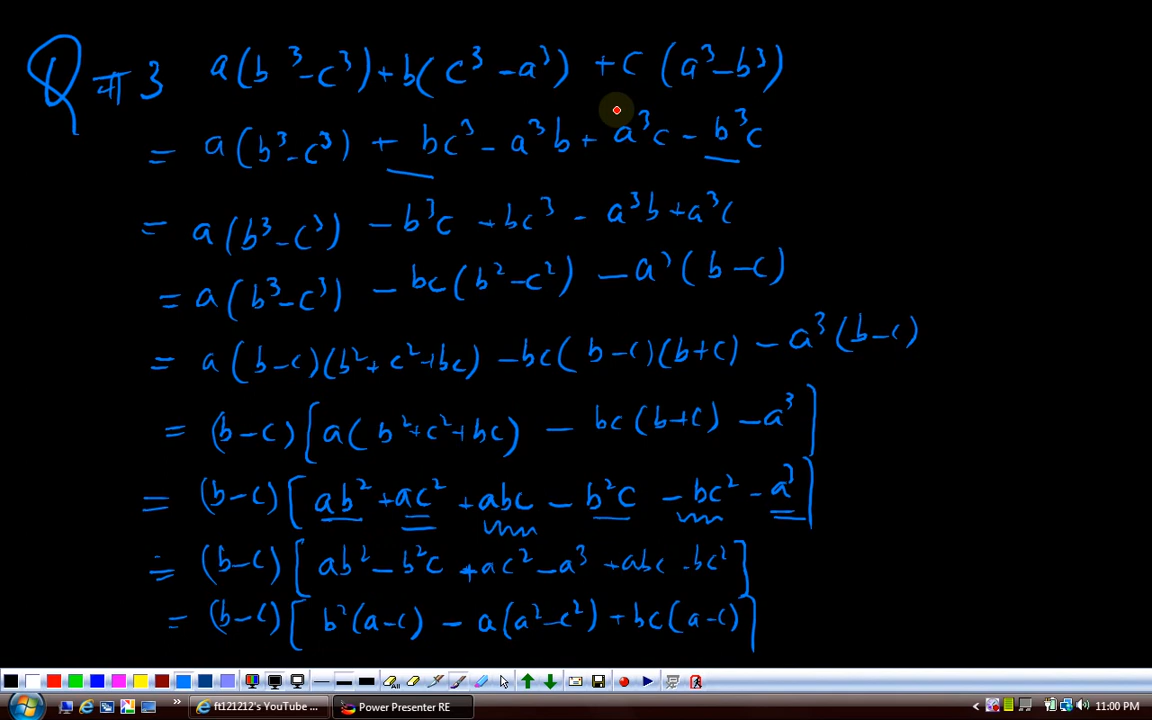 Q # 3 a(b³-c³)+b(c³-a³)+c(a³-b³)
= a(b³-c³)+bc³-a³b+a³c-b³c
= a(b³-c³)-b³c+bc³-a³b+a³c
= a(b³-c³)-bc(b²-c²)-a³(b-c)
= a(b-c)(b²+c²+bc)-bc(b-c)(b+c)-a³(b-c)
= (b-c)[a(b²+c²+bc)-bc(b+c)-a³]
= (b-c)[ab²+ac²+abc-b²c-bc²-a³]
= (b-c)[ab²-b²c+ac²-a³+abc-bc²]
= (b-c)[b²(a-c)-a(a²-c²)+bc(a-c)]
ft121212's YouTube ... Power Presenter RE 11:00 PM